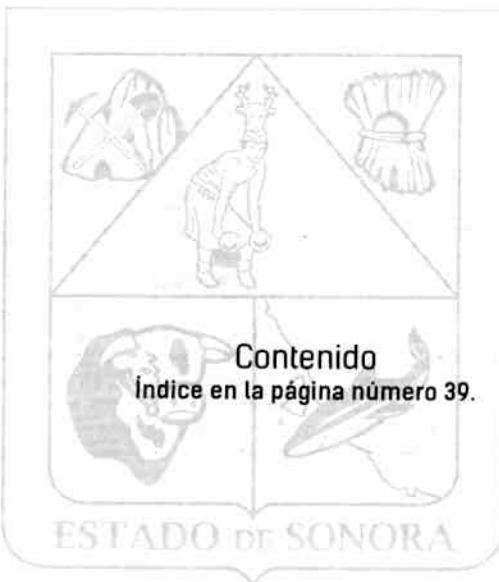 Contenido
Índice en la página número 39.
ESTADO DE SONORA